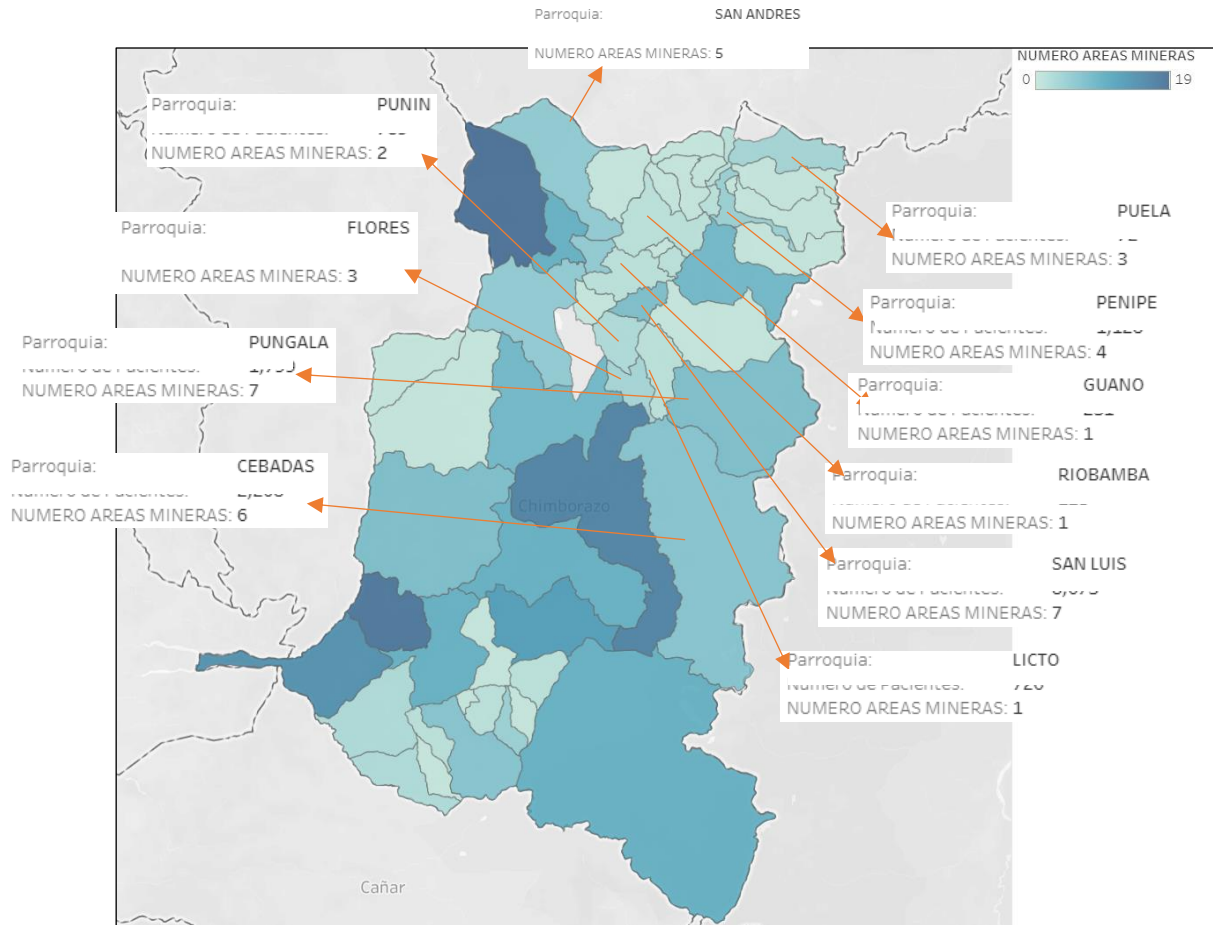 Parroquia: SAN ANDRES
NUMERO AREAS MINERAS: 5
NUMERO AREAS MINERAS
0 19
Parroquia: PUNIN
NUMERO AREAS MINERAS: 2
Parroquia: FLORES
NUMERO AREAS MINERAS: 3
Parroquia: PUNGALA
Número de Pacientes:
NUMERO AREAS MINERAS: 7
Parroquia: CEBADAS
NUMERO AREAS MINERAS: 6
Parroquia: PUELA
NUMERO AREAS MINERAS: 3
Parroquia: PENIPE
NUMERO AREAS MINERAS: 4
Parroquia: GUANO
NUMERO AREAS MINERAS: 1
Parroquia: RIOBAMBA
NUMERO AREAS MINERAS: 1
Parroquia: SAN LUIS
NUMERO AREAS MINERAS: 7
Parroquia: LICTO
NUMERO AREAS MINERAS: 1
Chimborazo
Cañar